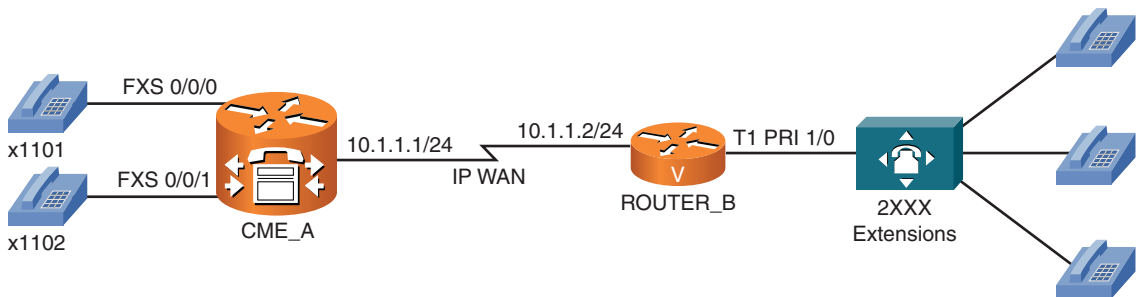 FXS 0/0/0
x1101
FXS 0/0/1
x1102
CME_A
10.1.1.1/24
IP WAN
10.1.1.2/24
V
ROUTER_B
T1 PRI 1/0
2XXX
Extensions